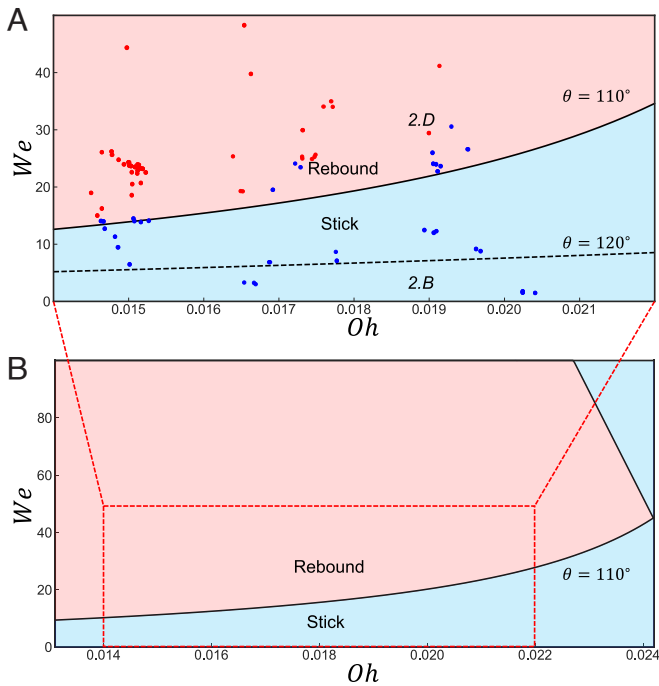 A
We
40
30
20
10
0
2.D
θ = 110°
Rebound
Stick
θ = 120°
2.B
0.015
0.016
0.017
0.018
0.019
0.020
0.021
Oh
B
We
80
60
40
20
0
Rebound
θ = 110°
Stick
0.014
0.016
0.018
0.020
0.022
0.024
Oh